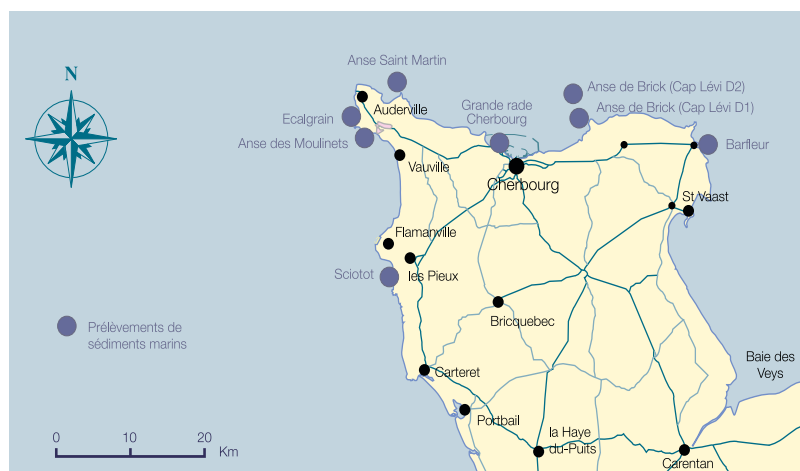 Anse Saint Martin
N
Auderville
Anse de Brick (Cap Lévi D2)
Grande rade
Cherbourg
Anse de Brick (Cap Lévi D1)
Ecalgrain
Anse des Moulinets
Barfleur
Vauville
Cherbourg
St Vaast
Flamanville
Sciotot
les Pieux
Bricquebec
Prélèvements de
sédiments marins
Baie des
Veys
Carteret
Portbail
la Haye
du-Puits
0 10 20
Km
Carentan